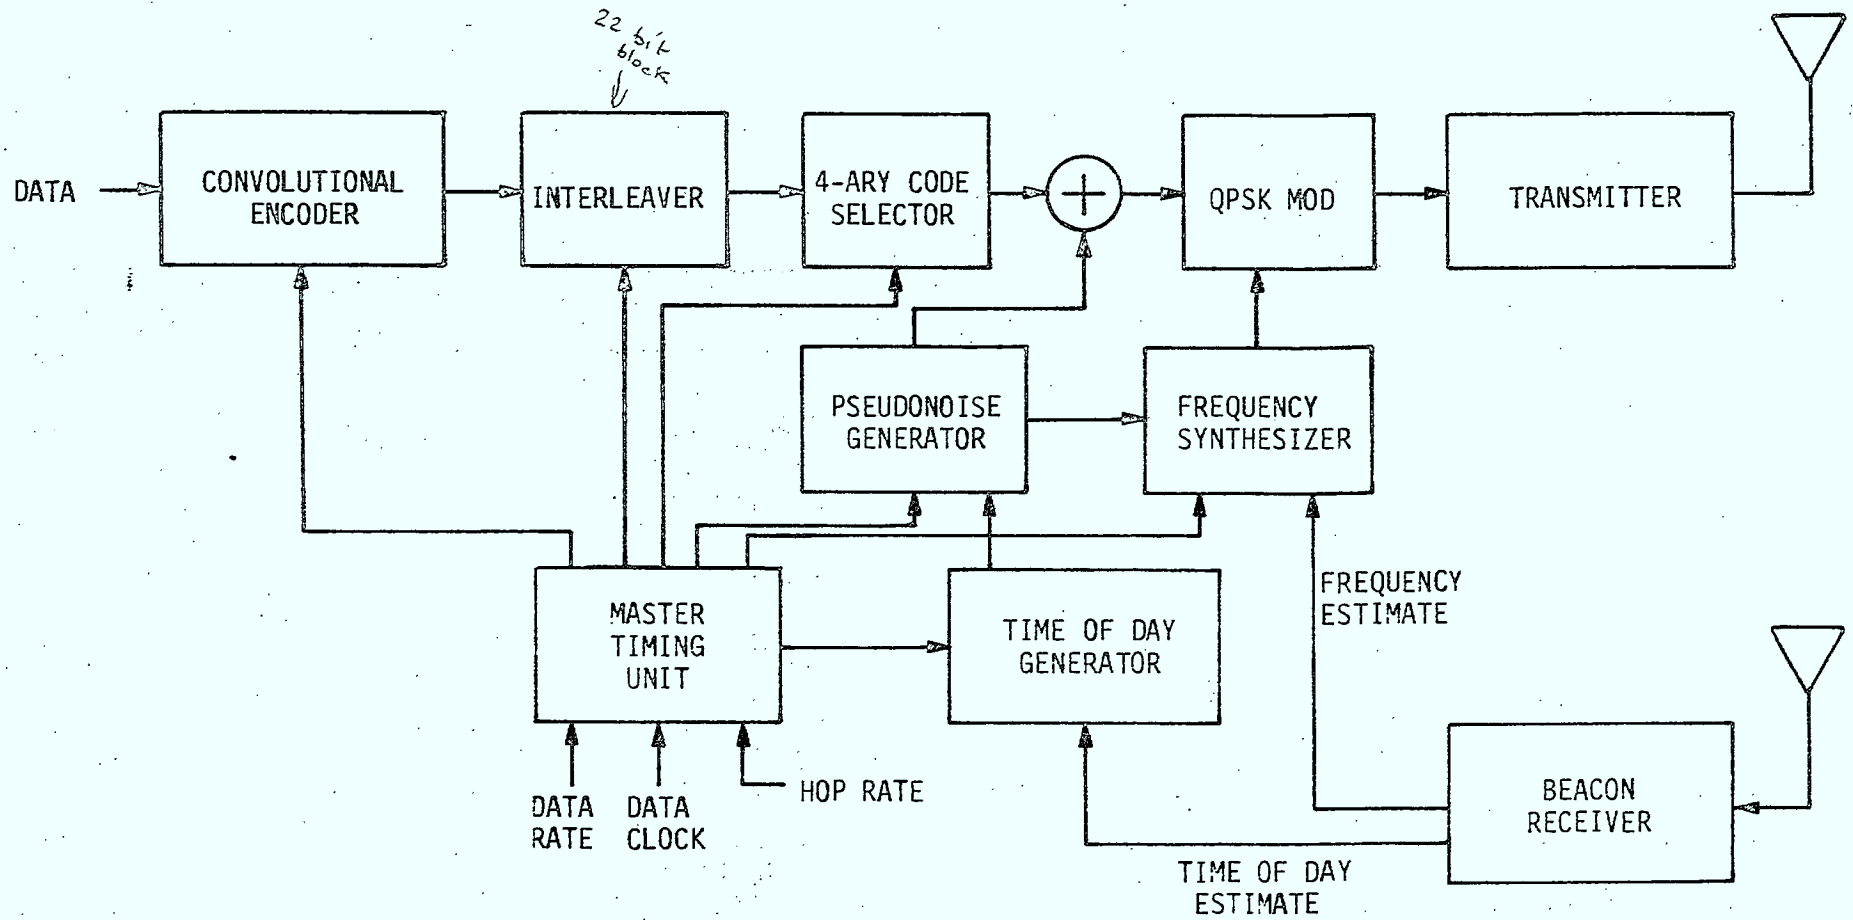 22 bit
block
DATA
CONVOLUTIONAL
ENCODER
INTERLEAVER
4-ARY CODE
SELECTOR
QPSK MOD
TRANSMITTER
PSEUDONOISE
GENERATOR
FREQUENCY
SYNTHESIZER
MASTER
TIMING
UNIT
TIME OF DAY
GENERATOR
FREQUENCY
ESTIMATE
BEACON
RECEIVER
HOP RATE
DATA
RATE
DATA
CLOCK
TIME OF DAY
ESTIMATE